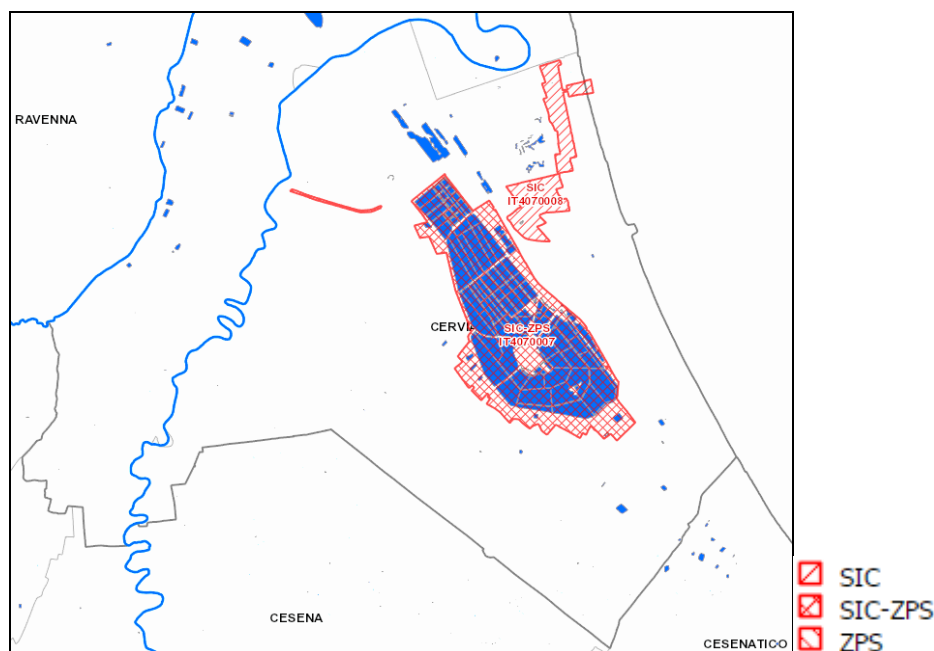 RAVENNA
SIC
IT4070008
CERVIA
SIC-ZPS
IT4070007
CESENA
CESENATICO
SIC
SIC-ZPS
ZPS